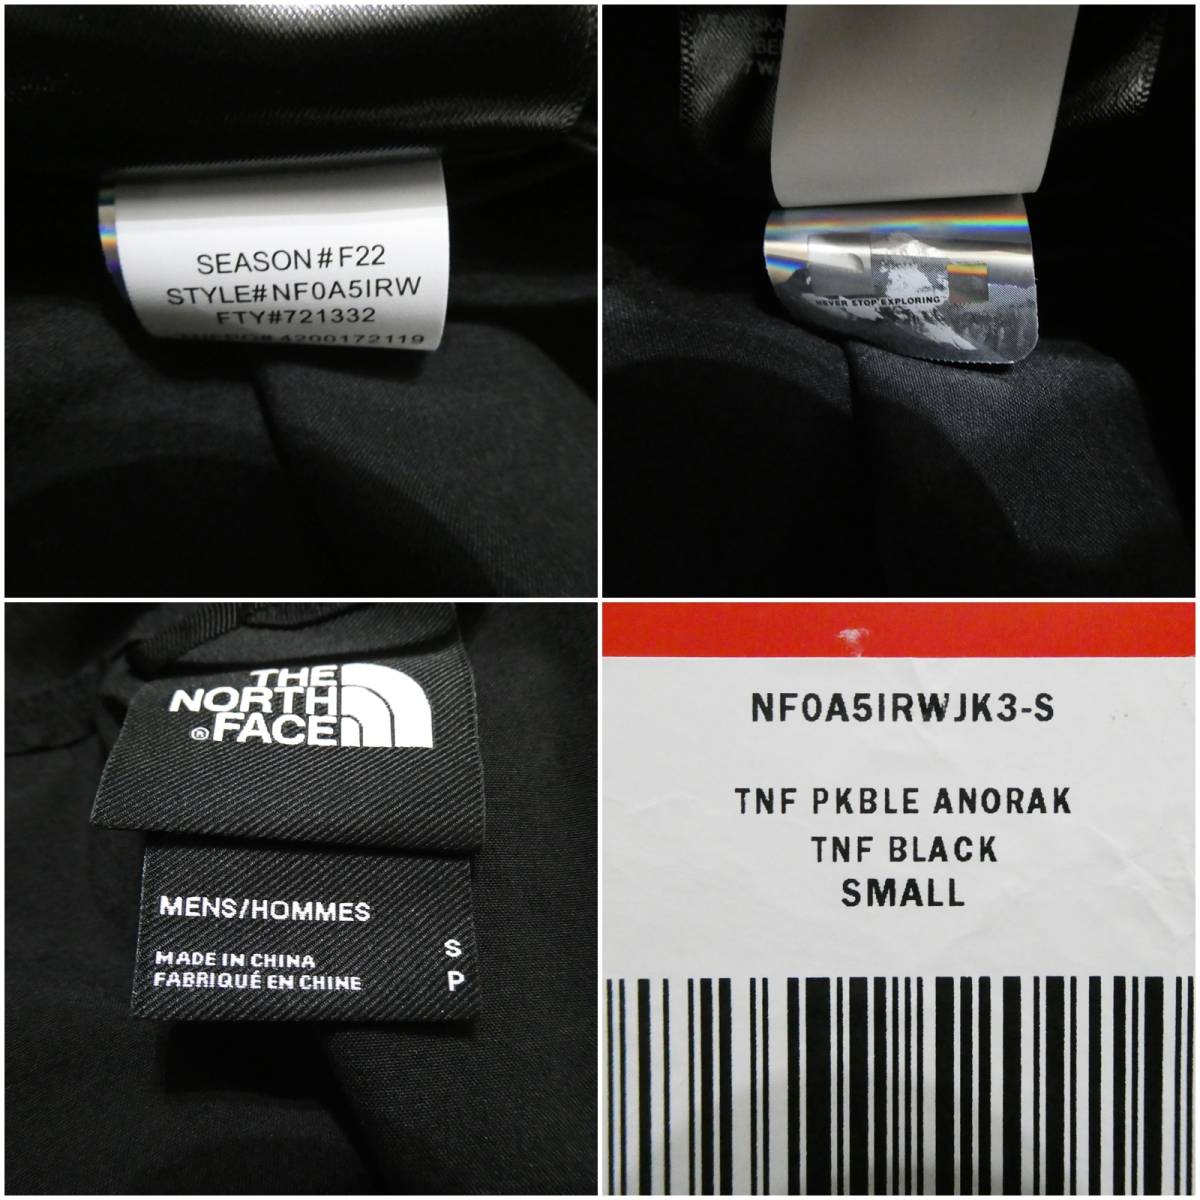 SEASON#F22
STYLE#NF0A5IRW
FTY#721332
4200172119
NEVER STOP EXPLORING
THE
NORTH
®FACE
MENS/HOMMES
S
MADE IN CHINA
FABRIQUÉ EN CHINE
P
NF0A5IRWJK3-S
TNF PKBLE ANORAK
TNF BLACK
SMALL